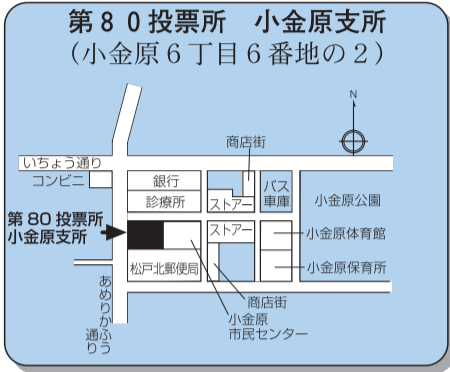 第８０投票所　小金原支所
（小金原６丁目６番地の２）
N
商店街
いちょう通り
コンビニ
銀行
診療所
ストアー
バス
車庫
小金原公園
第80投票所
小金原支所
ストアー
小金原体育館
松戸北郵便局
小金原保育所
商店街
小金原
市民センター
あめりかふう
通り